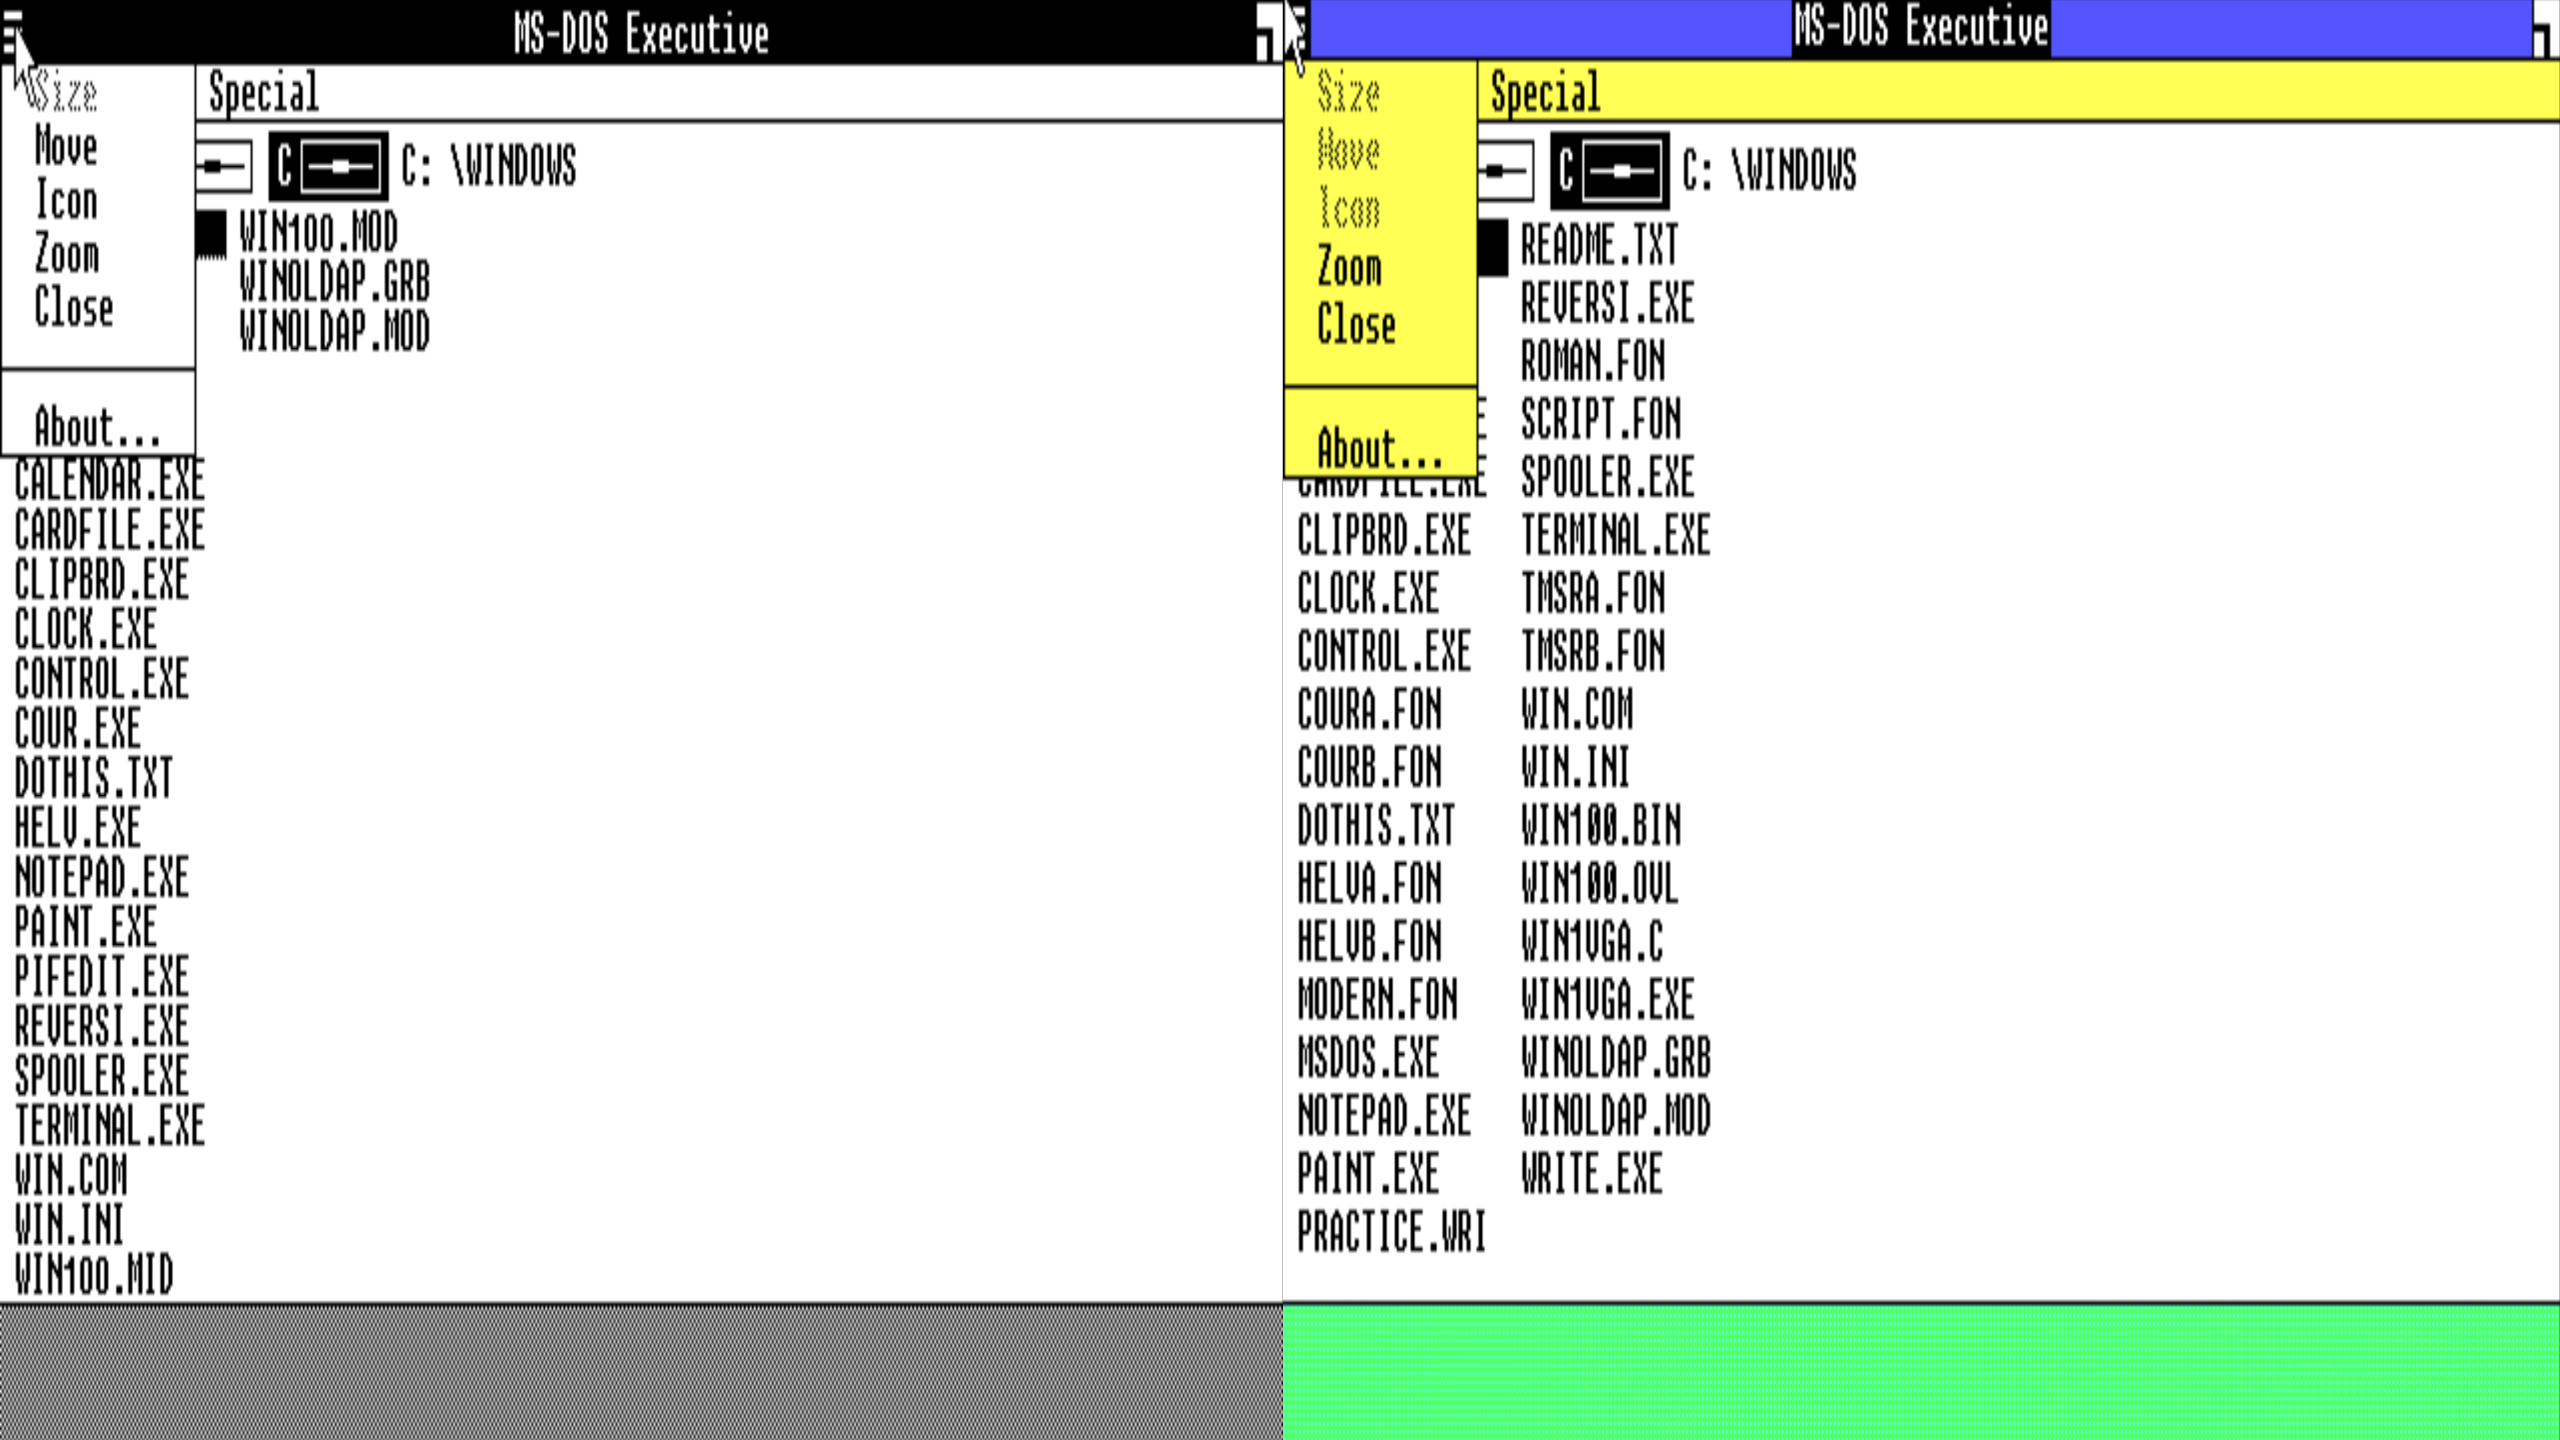 MS-DOS Executive
Size
Special
Move
Icon
Zoom
Close
About...
C C: \WINDOWS
WIN100.MOD
WINOLDAP.GRB
WINOLDAP.MOD
CALENDAR.EXE
CARDFILE.EXE
CLIPBRD.EXE
CLOCK.EXE
CONTROL.EXE
COUR.EXE
DOTHIS.TXT
HELV.EXE
NOTEPAD.EXE
PAINT.EXE
PIFEDIT.EXE
REVERSI.EXE
SPOOLER.EXE
TERMINAL.EXE
WIN.COM
WIN.INI
WIN100.MID
MS-DOS Executive
Size
Special
Move
Icon
Zoom
Close
About...
C C: \WINDOWS
CARDFILE.EXE
CLIPBRD.EXE
CLOCK.EXE
CONTROL.EXE
COURA.FON
COURB.FON
DOTHIS.TXT
HELVA.FON
HELVB.FON
MODERN.FON
MSDOS.EXE
NOTEPAD.EXE
PAINT.EXE
PRACTICE.WRI
README.TXT
REVERSI.EXE
ROMAN.FON
SCRIPT.FON
SPOOLER.EXE
TERMINAL.EXE
TMSRA.FON
TMSRB.FON
WIN.COM
WIN.INI
WIN100.BIN
WIN100.OVL
WIN1VGA.C
WIN1VGA.EXE
WINOLDAP.GRB
WINOLDAP.MOD
WRITE.EXE